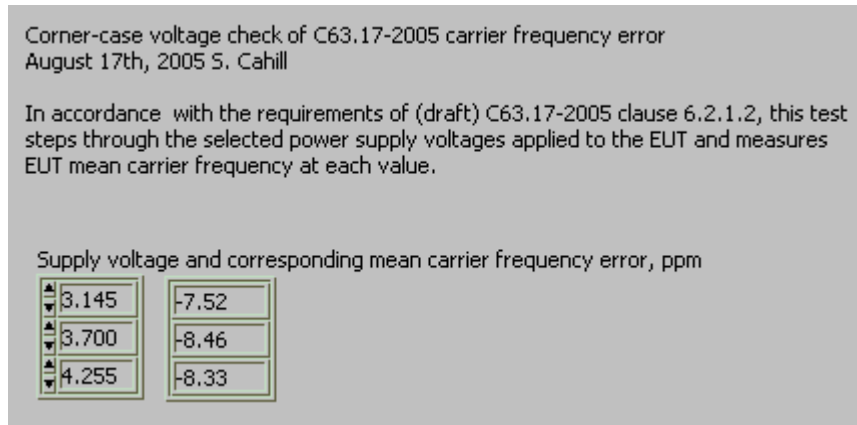 Corner-case voltage check of C63.17-2005 carrier frequency error
August 17th, 2005 S. Cahill
In accordance with the requirements of (draft) C63.17-2005 clause 6.2.1.2, this test
steps through the selected power supply voltages applied to the EUT and measures
EUT mean carrier frequency at each value.
Supply voltage and corresponding mean carrier frequency error, ppm
3.145 -7.52
3.700 -8.46
4.255 -8.33